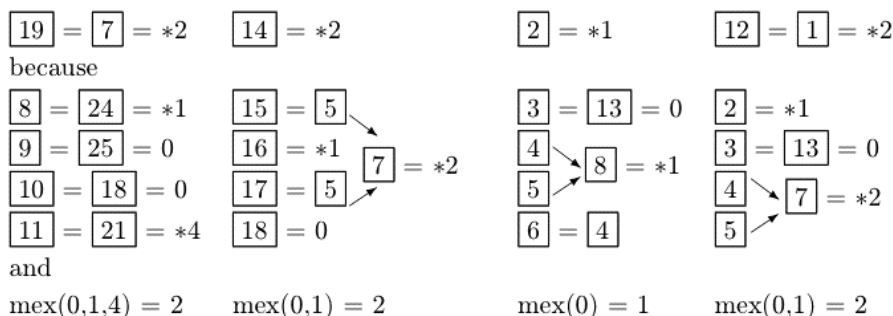 19 = 7 = *2 14 = *2 2 = *1 12 = 1 = *2
because
8 = 24 = *1 15 = 5 3 = 13 = 0 2 = *1
9 = 25 = 0 16 = *1 4 3 = 13 = 0
7 = *2 8 = *1
10 = 18 = 0 17 = 5 5 4
7 = *2
11 = 21 = *4 18 = 0 6 = 4 5
and
mex(0,1,4) = 2 mex(0,1) = 2 mex(0) = 1 mex(0,1) = 2